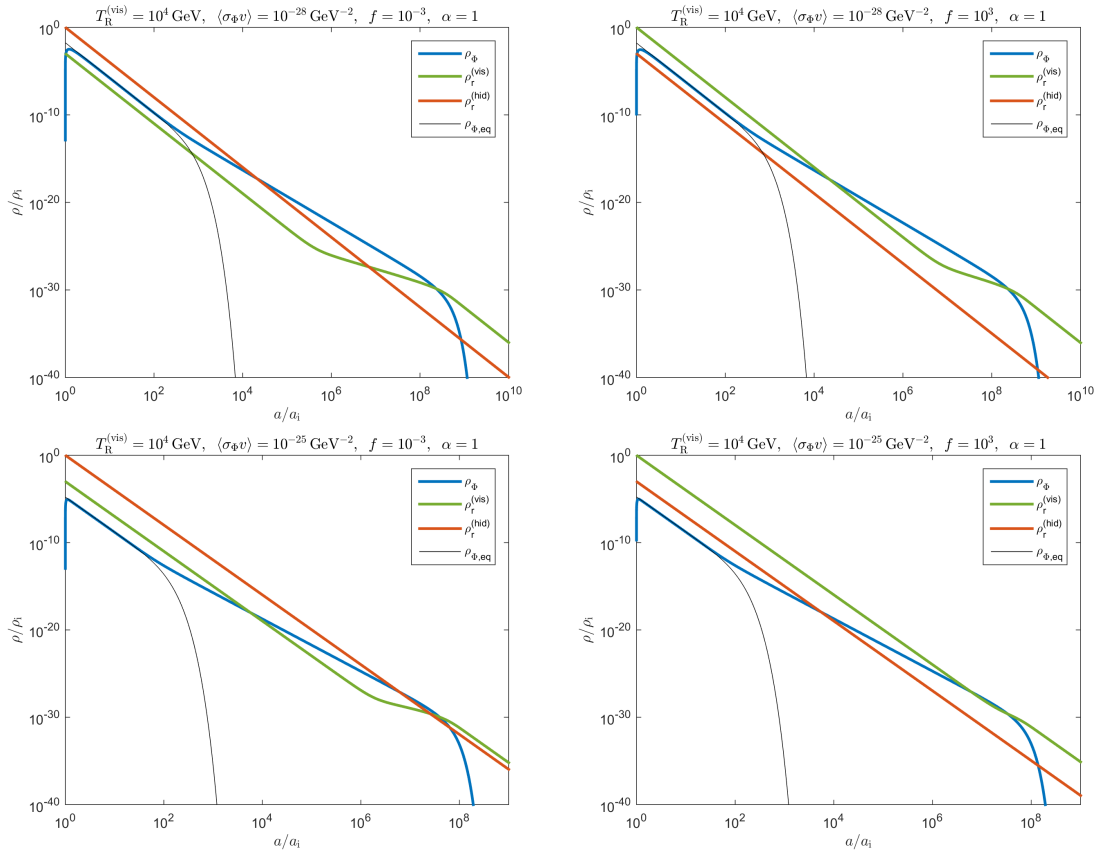 T_R^(vis) = 10^4 GeV, ⟨σ_Φ v⟩ = 10^−28 GeV^−2, f = 10^−3, α = 1
ρ_Φ
ρ_r^(vis)
ρ_r^(hid)
ρ_Φ,eq
ρ/ρ_i
10^0
10^-5
10^-10
10^-20
10^-30
10^-40
10^0
10^2
10^4
10^6
10^8
10^10
a/a_i
T_R^(vis) = 10^4 GeV, ⟨σ_Φ v⟩ = 10^−28 GeV^−2, f = 10^3, α = 1
ρ_Φ
ρ_r^(vis)
ρ_r^(hid)
ρ_Φ,eq
ρ/ρ_i
10^0
10^-10
10^-20
10^-30
10^-40
10^0
10^2
10^4
10^6
10^8
10^10
a/a_i
T_R^(vis) = 10^4 GeV, ⟨σ_Φ v⟩ = 10^−25 GeV^−2, f = 10^−3, α = 1
ρ_Φ
ρ_r^(vis)
ρ_r^(hid)
ρ_Φ,eq
ρ/ρ_i
10^0
10^-10
10^-20
10^-30
10^-40
10^0
10^2
10^4
10^6
10^8
a/a_i
T_R^(vis) = 10^4 GeV, ⟨σ_Φ v⟩ = 10^−25 GeV^−2, f = 10^3, α = 1
ρ_Φ
ρ_r^(vis)
ρ_r^(hid)
ρ_Φ,eq
ρ/ρ_i
10^0
10^-10
10^-20
10^-30
10^-40
10^0
10^2
10^4
10^6
10^8
a/a_i